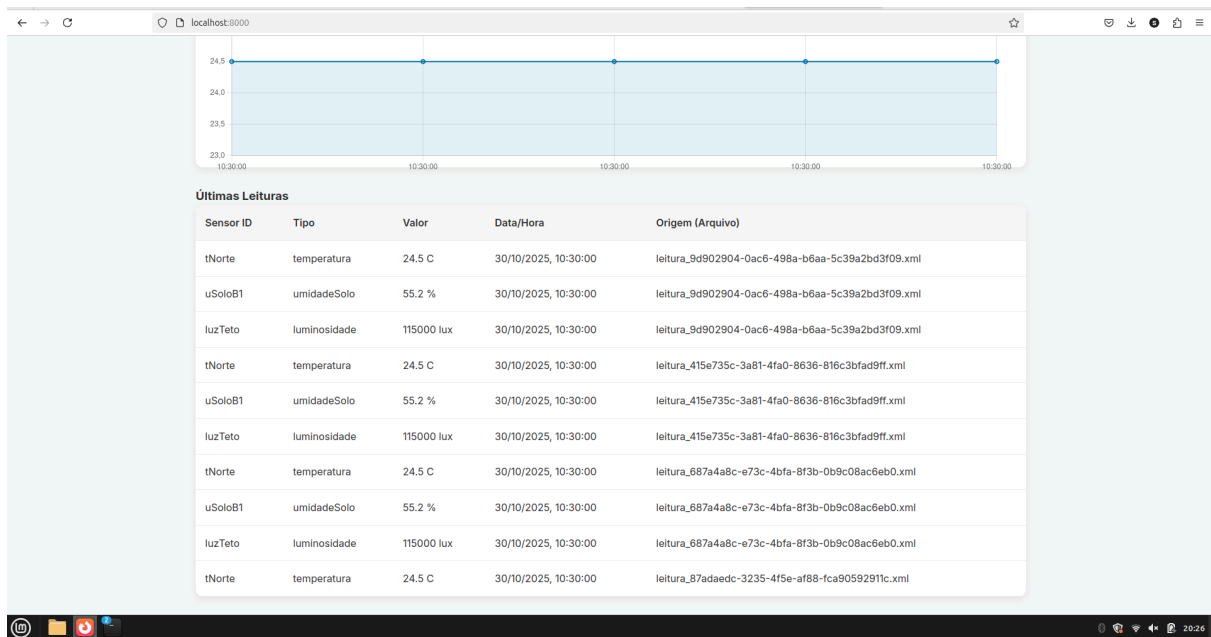 localhost:8000
24,5
24,0
23,5
23,0
10:30:00 10:30:00 10:30:00 10:30:00 10:30:00
Últimas Leituras
Sensor ID Tipo Valor Data/Hora Origem (Arquivo)
tNorte temperatura 24.5 C 30/10/2025, 10:30:00 leitura_9d902904-0ac6-498a-b6aa-5c39a2bd3f09.xml
uSoloB1 umidadeSolo 55.2 % 30/10/2025, 10:30:00 leitura_9d902904-0ac6-498a-b6aa-5c39a2bd3f09.xml
luzTeto luminosidade 115000 lux 30/10/2025, 10:30:00 leitura_9d902904-0ac6-498a-b6aa-5c39a2bd3f09.xml
tNorte temperatura 24.5 C 30/10/2025, 10:30:00 leitura_415e735c-3a81-4fa0-8636-816c3bfad9ff.xml
uSoloB1 umidadeSolo 55.2 % 30/10/2025, 10:30:00 leitura_415e735c-3a81-4fa0-8636-816c3bfad9ff.xml
luzTeto luminosidade 115000 lux 30/10/2025, 10:30:00 leitura_415e735c-3a81-4fa0-8636-816c3bfad9ff.xml
tNorte temperatura 24.5 C 30/10/2025, 10:30:00 leitura_687a4a8c-e73c-4bfa-8f3b-0b9c08ac6eb0.xml
uSoloB1 umidadeSolo 55.2 % 30/10/2025, 10:30:00 leitura_687a4a8c-e73c-4bfa-8f3b-0b9c08ac6eb0.xml
luzTeto luminosidade 115000 lux 30/10/2025, 10:30:00 leitura_687a4a8c-e73c-4bfa-8f3b-0b9c08ac6eb0.xml
tNorte temperatura 24.5 C 30/10/2025, 10:30:00 leitura_87adaedc-3235-4f5e-af88-fca90592911c.xml
2
20:26